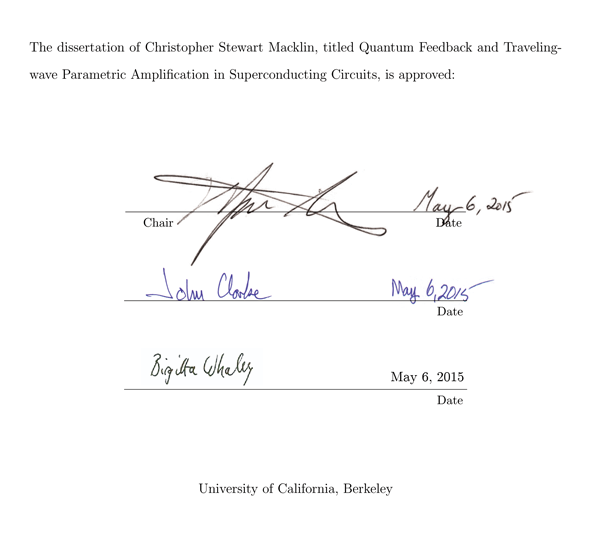 The dissertation of Christopher Stewart Macklin, titled Quantum Feedback and Traveling-
wave Parametric Amplification in Superconducting Circuits, is approved:
May 6, 2015
Chair Date
John Clarke May 6, 2015
Date
Birgitta Whaley May 6, 2015
Date
University of California, Berkeley